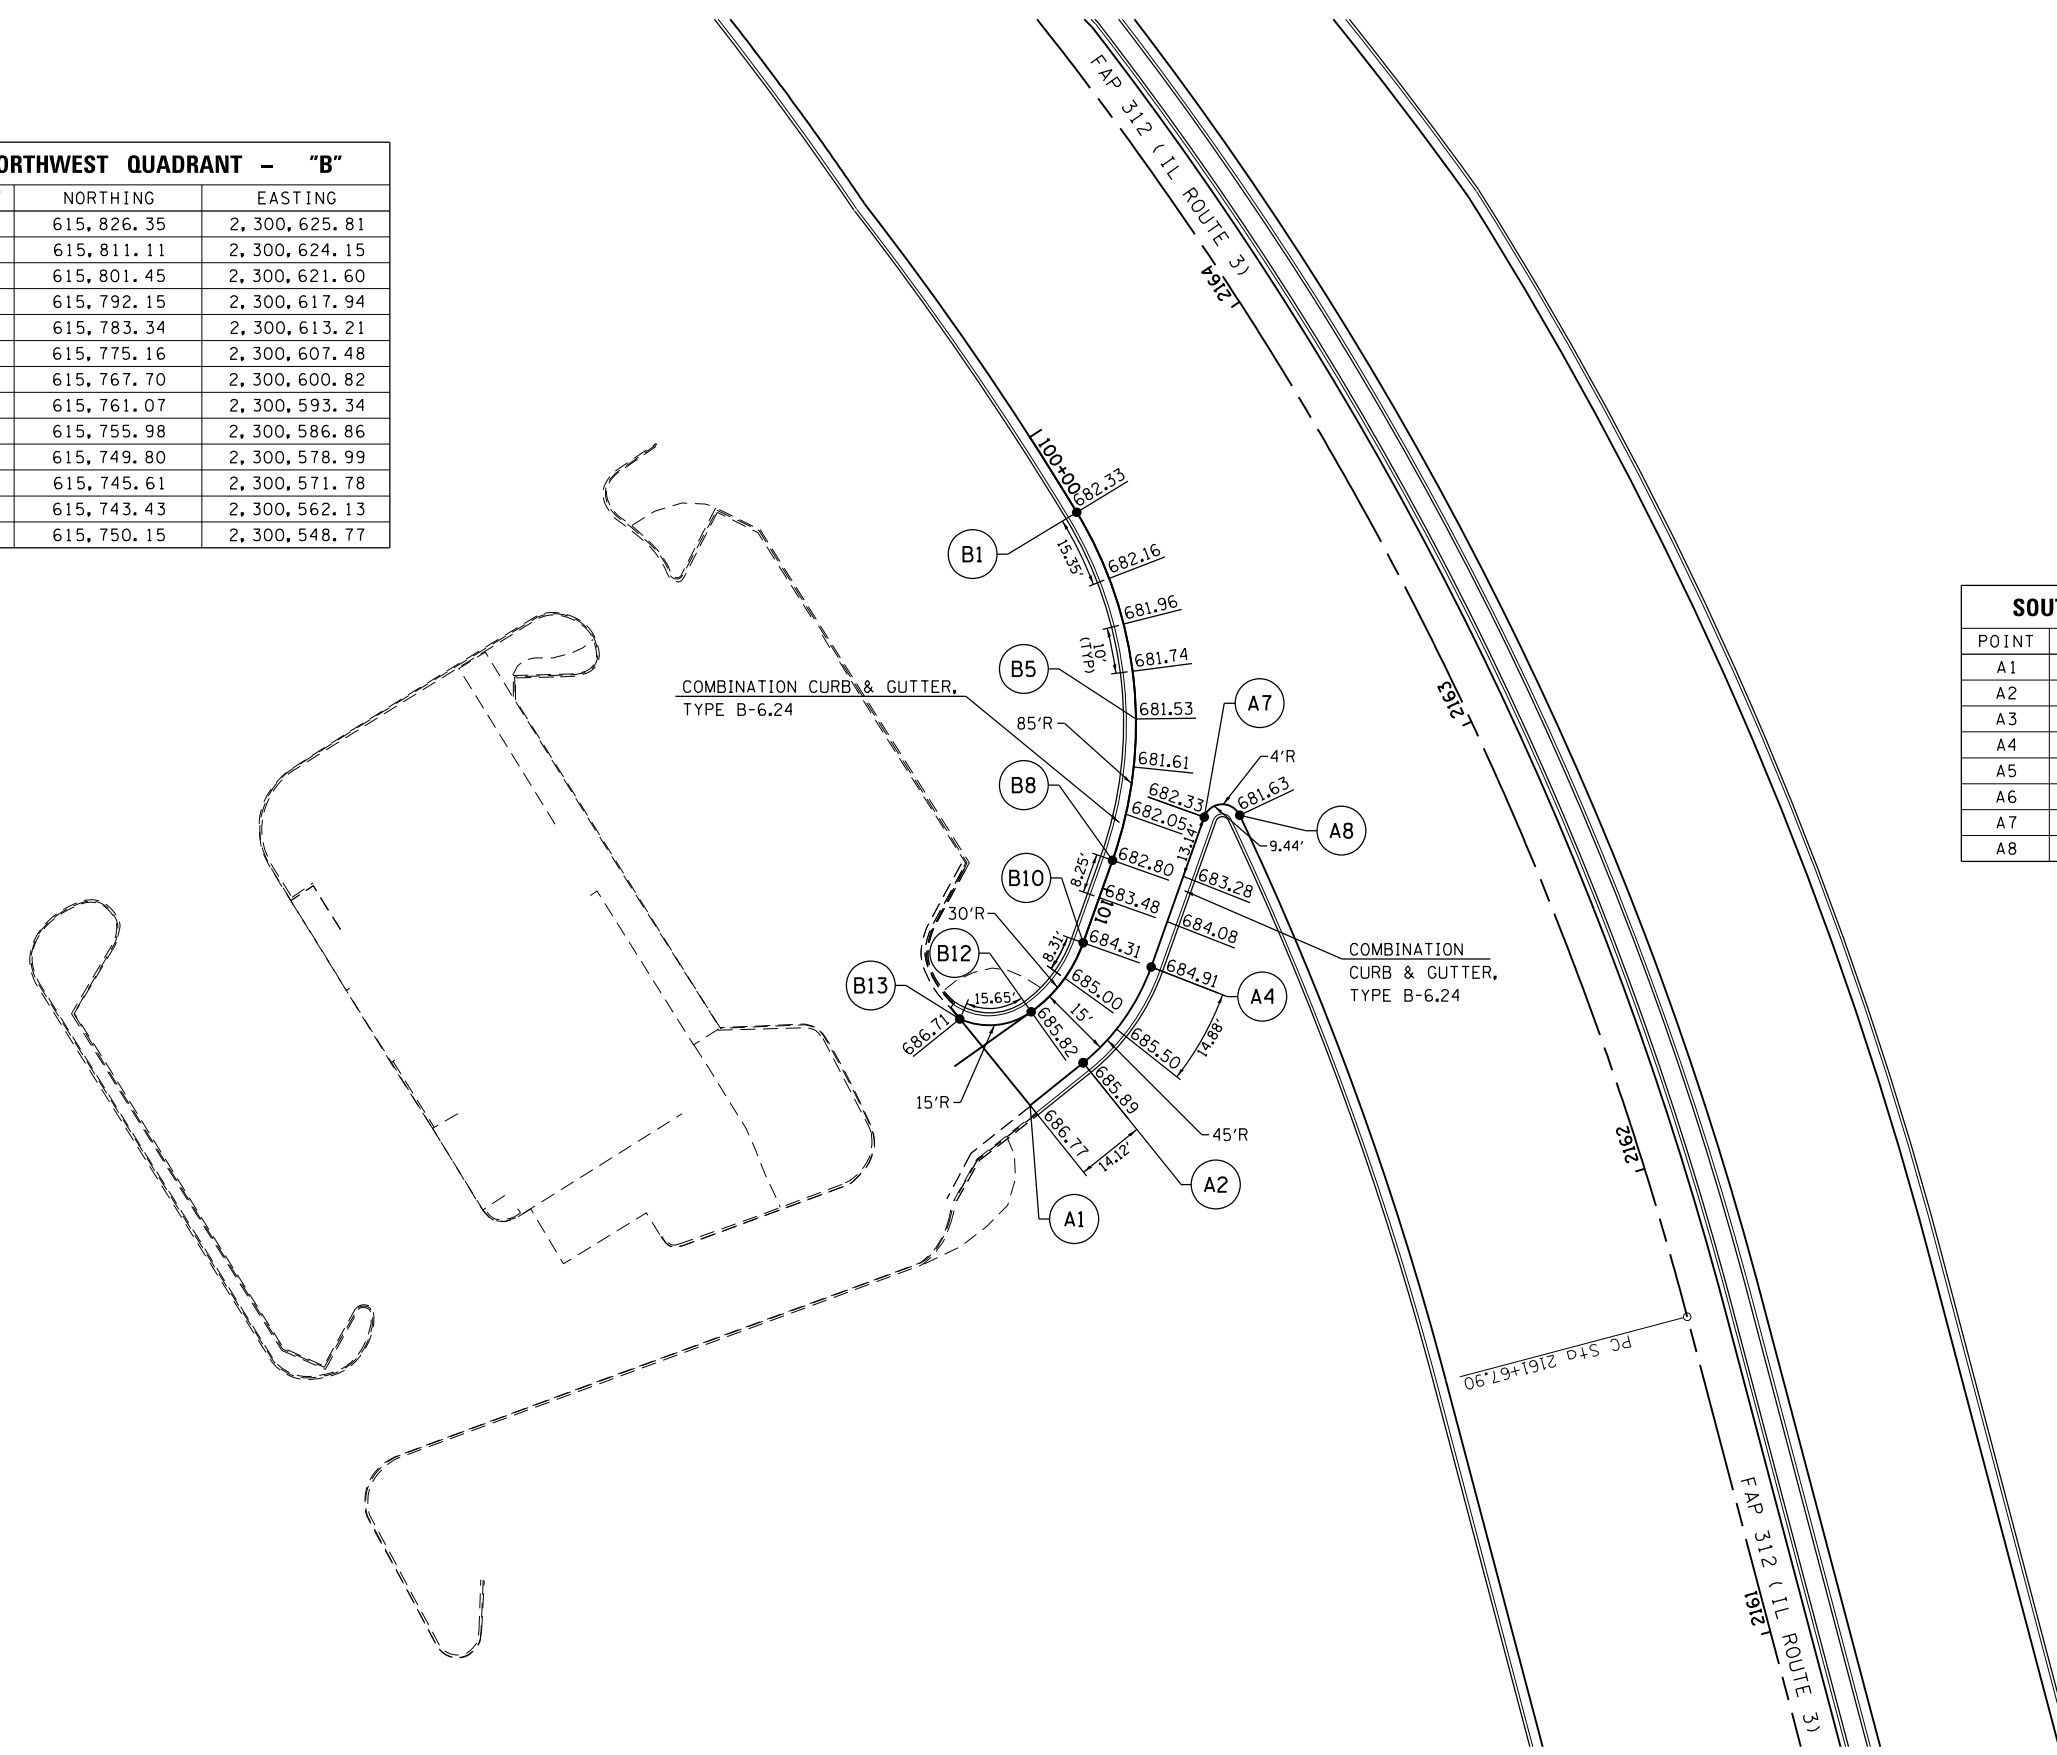 ORTHWEST QUADRANT – "B"
NORTHING EASTING
615,826.35 2,300,625.81
615,811.11 2,300,624.15
615,801.45 2,300,621.60
615,792.15 2,300,617.94
615,783.34 2,300,613.21
615,775.16 2,300,607.48
615,767.70 2,300,600.82
615,761.07 2,300,593.34
615,755.98 2,300,586.86
615,749.80 2,300,578.99
615,745.61 2,300,571.78
615,743.43 2,300,562.13
615,750.15 2,300,548.77
FAP 312 (IL ROUTE 3)
2164
100+00
682.33
B1
15.35'
682.16
681.96
10'
(TYP)
681.74
B5
COMBINATION CURB & GUTTER,
TYPE B-6.24
681.53
A7
85'R
2163
4'R
681.61
B8
682.33
681.63
682.05
A8
13.14'
9.44'
682.80
8.25'
B10
683.28
683.48
101
30'R
684.08
684.31
8.31'
B12
COMBINATION
CURB & GUTTER,
TYPE B-6.24
684.91
A4
B13
15.65'
685.00
15'
686.71
685.82
685.50
14.88'
685.89
15'R
45'R
686.77
14.12'
A2
A1
2162
PC Sta 2161+67.90
FAP 312 (IL ROUTE 3)
2161
SOU
POINT
A1
A2
A3
A4
A5
A6
A7
A8